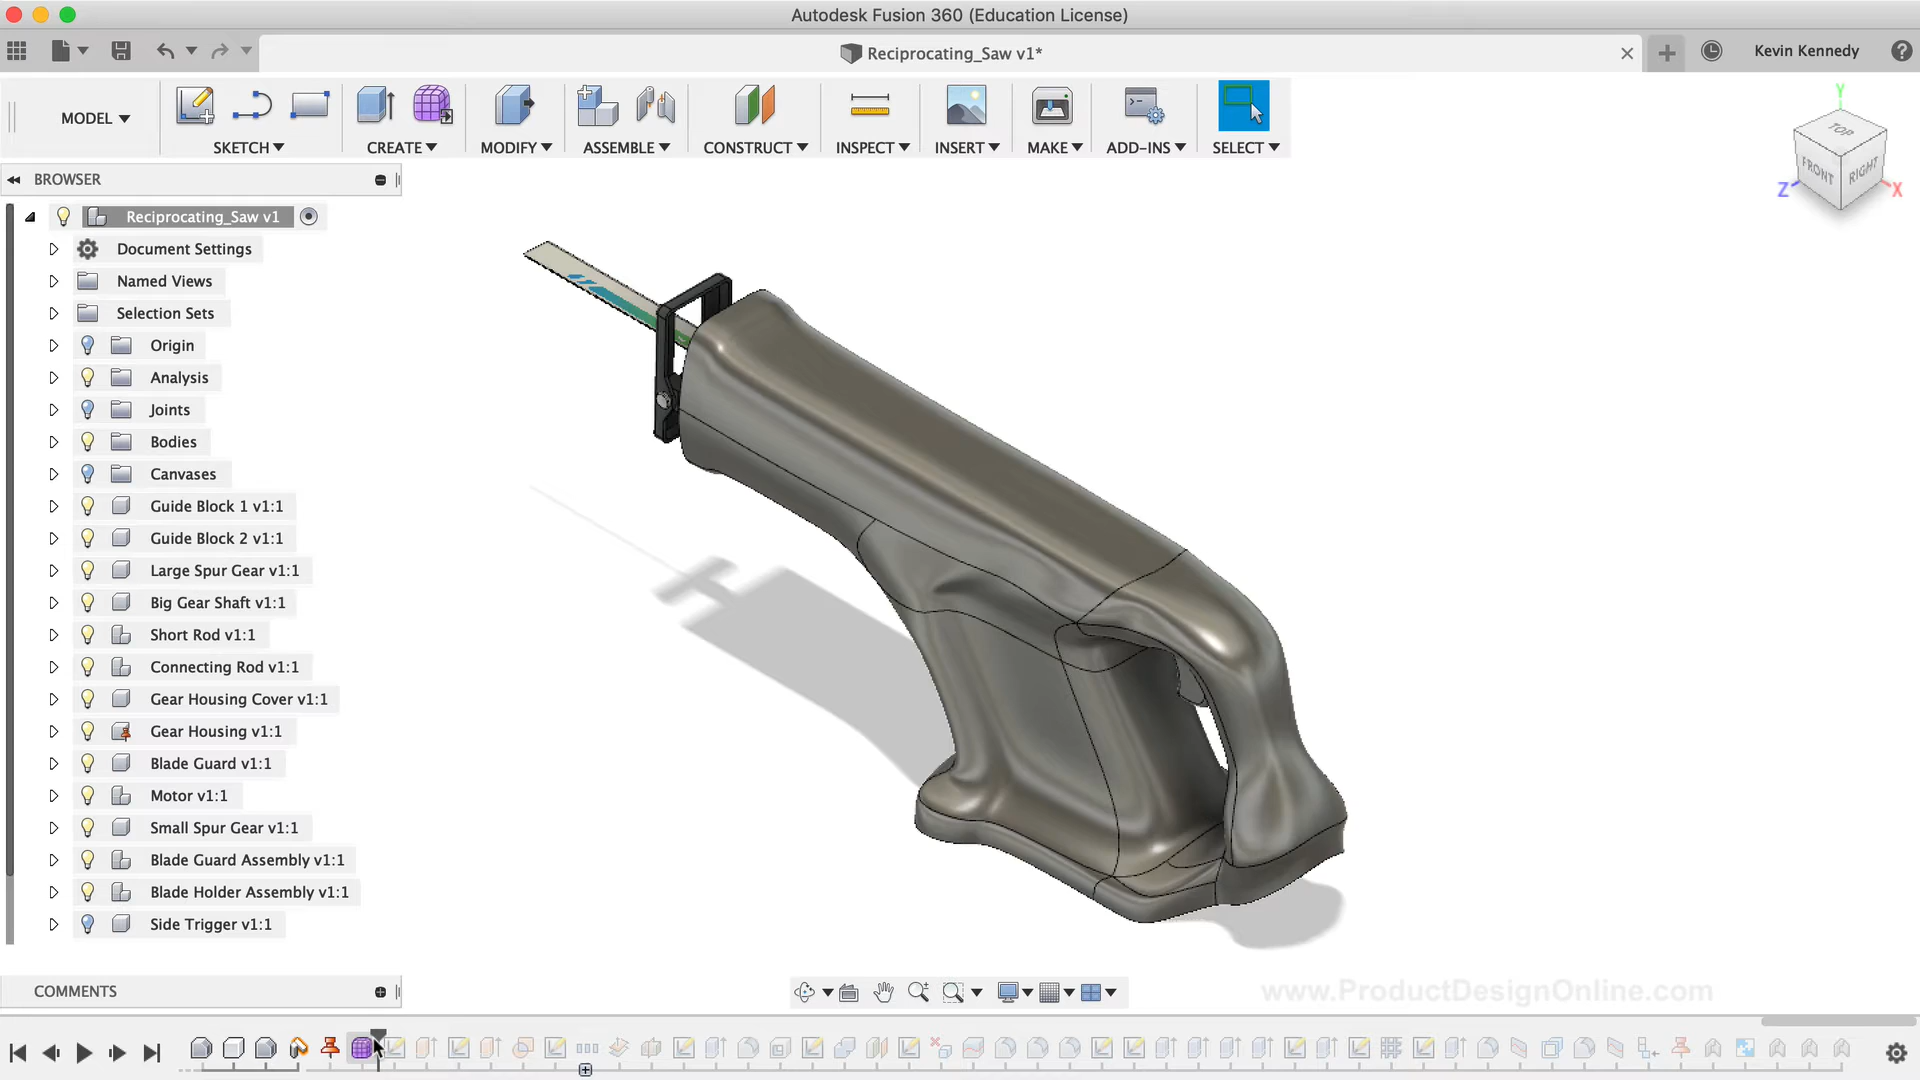 Autodesk Fusion 360 (Education License)
Reciprocating_Saw v1*
Kevin Kennedy
MODEL
SKETCH
CREATE
MODIFY
ASSEMBLE
CONSTRUCT
INSPECT
INSERT
MAKE
ADD-INS
SELECT
TOP
FRONT
RIGHT
Y
Z
X
BROWSER
Reciprocating_Saw v1
Document Settings
Named Views
Selection Sets
Origin
Analysis
Joints
Bodies
Canvases
Guide Block 1 v1:1
Guide Block 2 v1:1
Large Spur Gear v1:1
Big Gear Shaft v1:1
Short Rod v1:1
Connecting Rod v1:1
Gear Housing Cover v1:1
Gear Housing v1:1
Blade Guard v1:1
Motor v1:1
Small Spur Gear v1:1
Blade Guard Assembly v1:1
Blade Holder Assembly v1:1
Side Trigger v1:1
COMMENTS
www.ProductDesignOnline.com